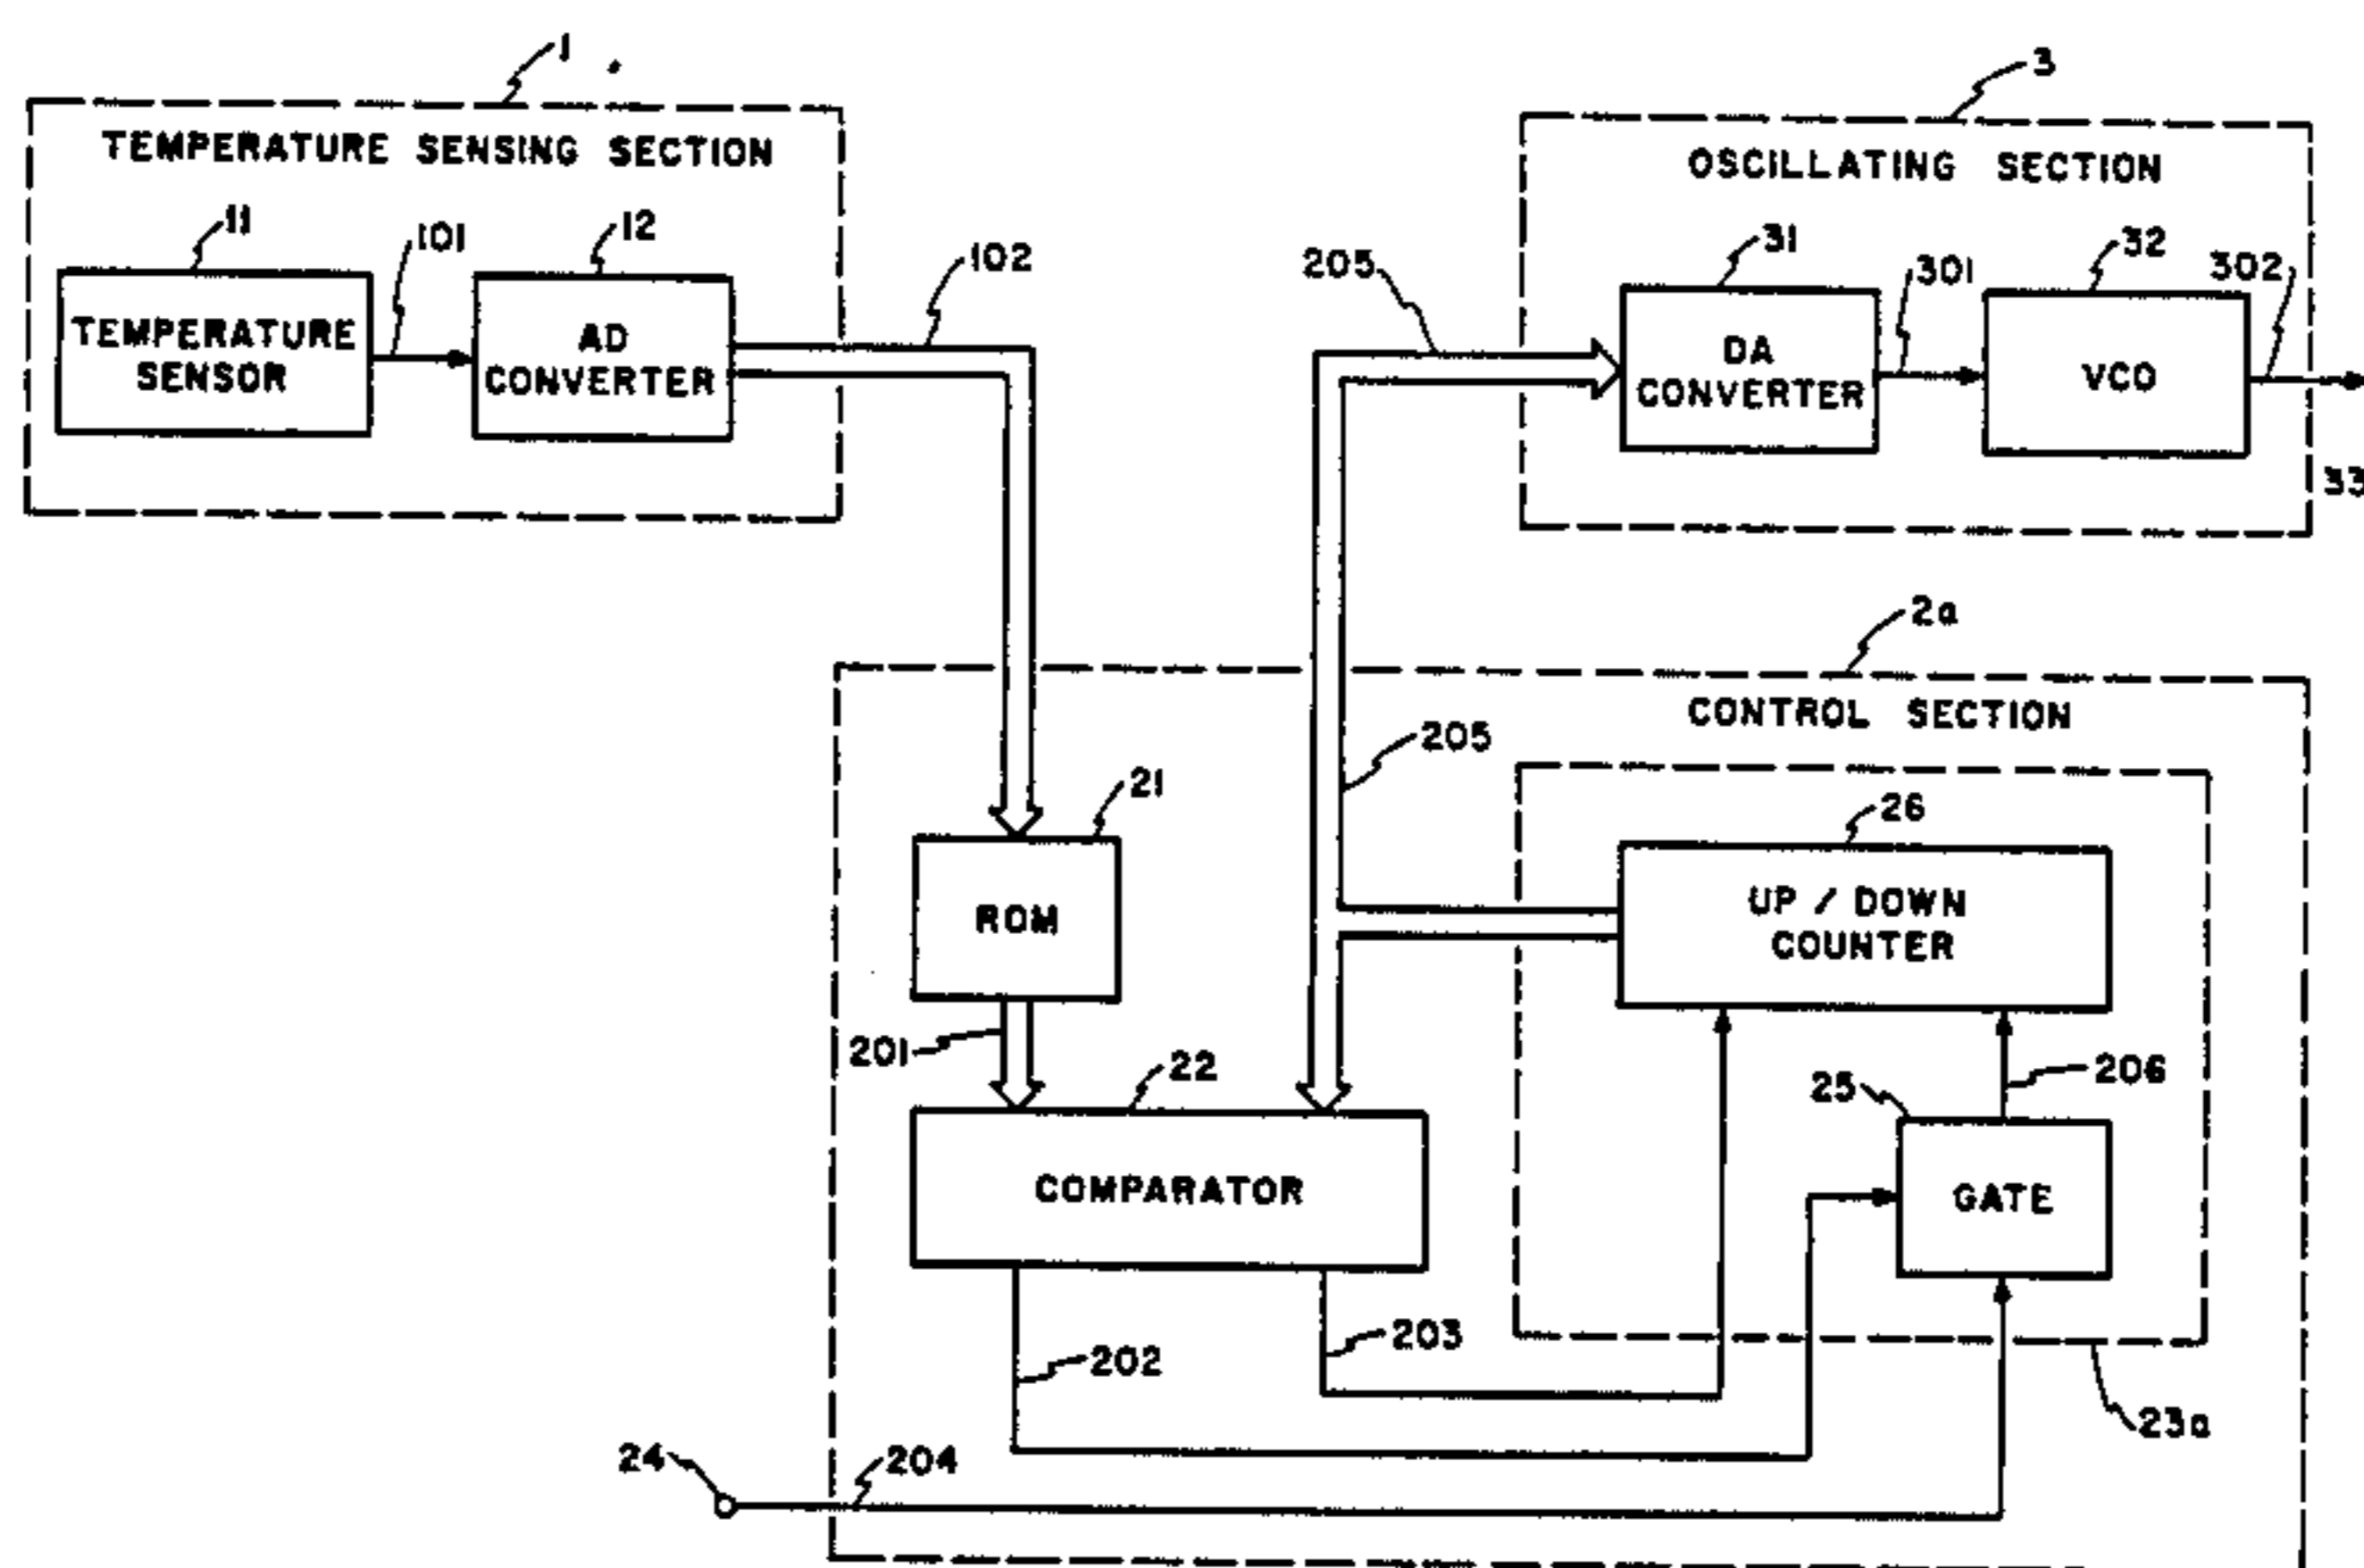 1
TEMPERATURE SENSING SECTION
11
101
12
102
TEMPERATURE
SENSOR
AD
CONVERTER
3
OSCILLATING SECTION
205
31
301
32
302
DA
CONVERTER
VCO
33
2a
CONTROL SECTION
205
21
26
ROM
UP / DOWN
COUNTER
201
22
206
25
COMPARATOR
GATE
203
202
23a
24
204